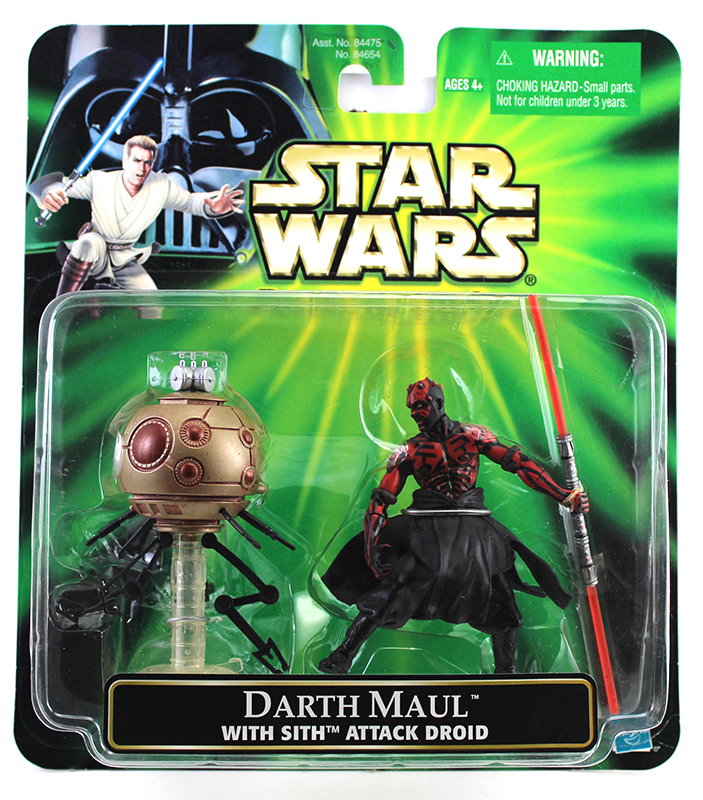 Asst. No. 84475
No. 84654
AGES 4+
⚠ WARNING:
CHOKING HAZARD-Small parts.
Not for children under 3 years.
STAR
WARS®
DARTH MAUL™
WITH SITH™ ATTACK DROID